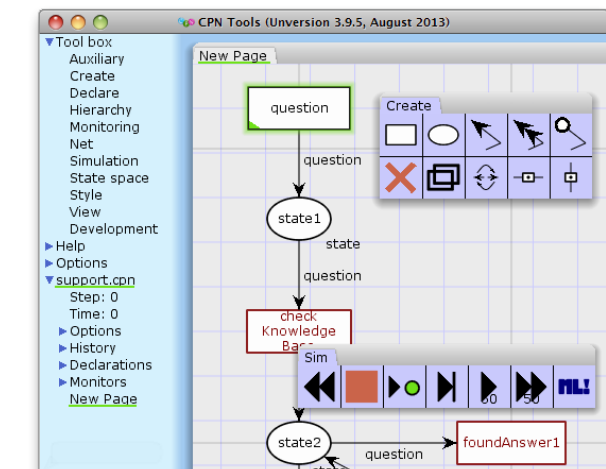 CPN Tools (Unversion 3.9.5, August 2013)
Tool box
Auxiliary
Create
Declare
Hierarchy
Monitoring
Net
Simulation
State space
Style
View
Development
Help
Options
support.cpn
Step: 0
Time: 0
Options
History
Declarations
Monitors
New Page
New Page
question
question
state1
state
question
check
Knowledge
Base
Create
Sim
50
ML!
state2
question
foundAnswer1
state